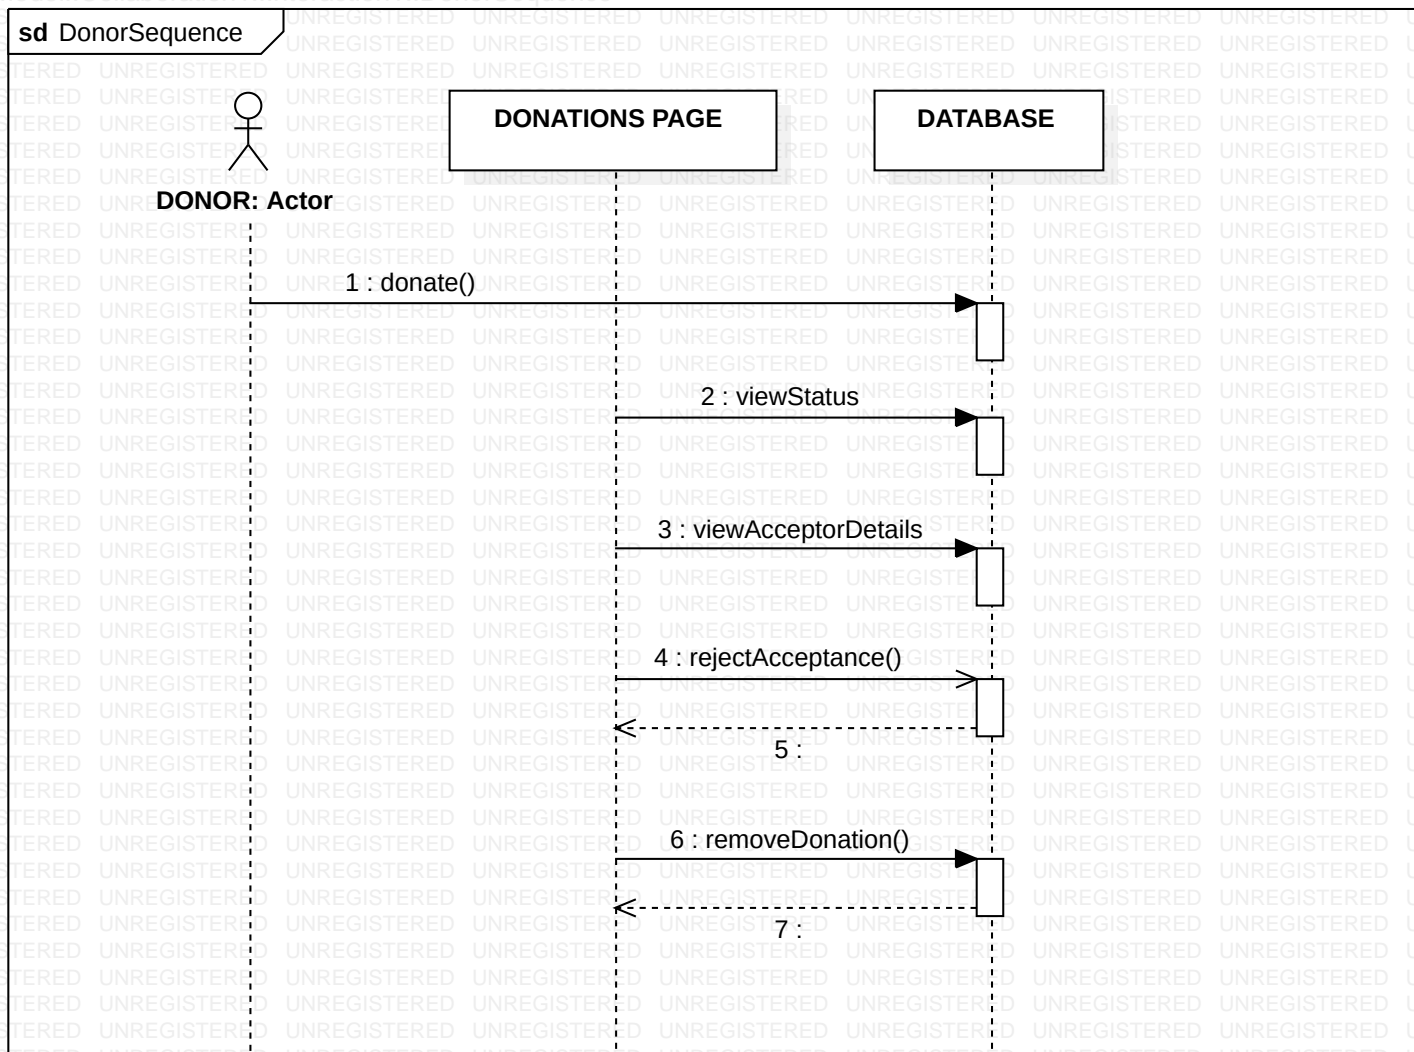 sd DonorSequence
DONATIONS PAGE
DATABASE
DONOR: Actor
1 : donate()
2 : viewStatus
3 : viewAcceptorDetails
4 : rejectAcceptance()
5 :
6 : removeDonation()
7 :
UNREGISTERED